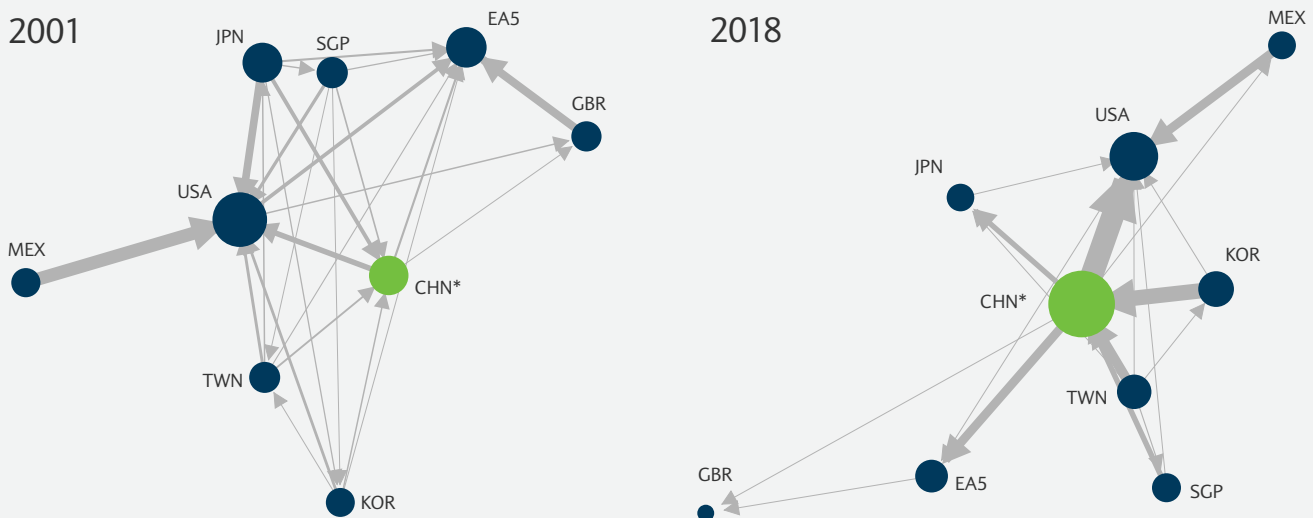 2001
JPN
SGP
EA5
GBR
USA
MEX
CHN*
TWN
KOR
2018
MEX
USA
JPN
KOR
CHN*
TWN
GBR
EA5
SGP